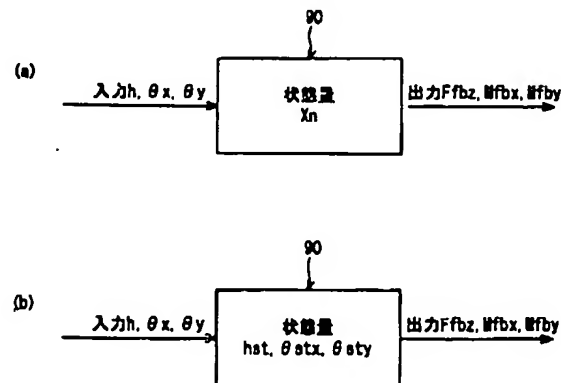 90
(a)
入力h, θx, θy
状態量
Xn
出力Ffbz, Mfbx, Mfby
90
(b)
入力h, θx, θy
状態量
hst, θstx, θsty
出力Ffbz, Mfbx, Mfby